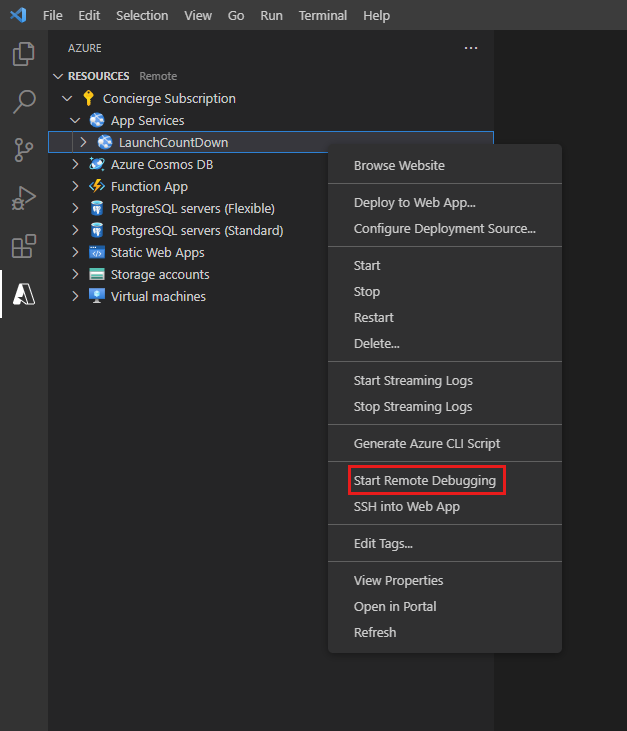 File Edit Selection View Go Run Terminal Help
AZURE ...
RESOURCES Remote
Concierge Subscription
App Services
LaunchCountDown
Azure Cosmos DB
Function App
PostgreSQL servers (Flexible)
PostgreSQL servers (Standard)
Static Web Apps
Storage accounts
Virtual machines
Browse Website
Deploy to Web App...
Configure Deployment Source...
Start
Stop
Restart
Delete...
Start Streaming Logs
Stop Streaming Logs
Generate Azure CLI Script
Start Remote Debugging
SSH into Web App
Edit Tags...
View Properties
Open in Portal
Refresh